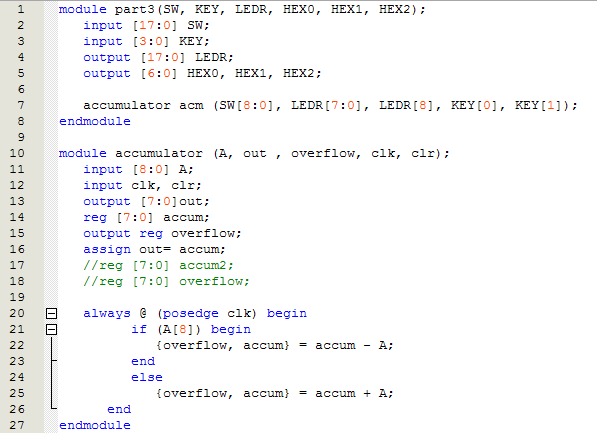 1 module part3(SW, KEY, LEDR, HEX0, HEX1, HEX2);
2 input [17:0] SW;
3 input [3:0] KEY;
4 output [17:0] LEDR;
5 output [6:0] HEX0, HEX1, HEX2;
6
7 accumulator acm (SW[8:0], LEDR[7:0], LEDR[8], KEY[0], KEY[1]);
8 endmodule
9
10 module accumulator (A, out , overflow, clk, clr);
11 input [8:0] A;
12 input clk, clr;
13 output [7:0]out;
14 reg [7:0] accum;
15 output reg overflow;
16 assign out= accum;
17 //reg [7:0] accum2;
18 //reg [7:0] overflow;
19
20 always @ (posedge clk) begin
21 if (A[8]) begin
22 {overflow, accum} = accum - A;
23 end
24 else
25 {overflow, accum} = accum + A;
26 end
27 endmodule